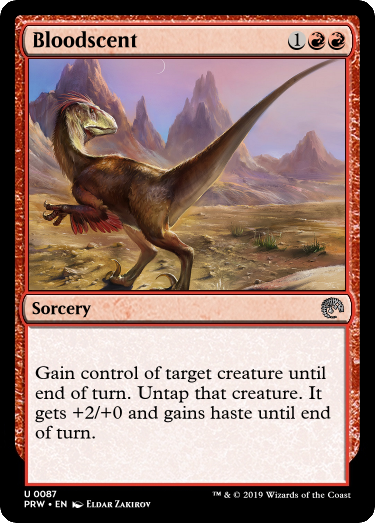 Bloodscent 1
Sorcery
Gain control of target creature until
end of turn. Untap that creature. It
gets +2/+0 and gains haste until end
of turn.
U 0087
PRW • EN Eldar Zakirov ™ & © 2019 Wizards of the Coast